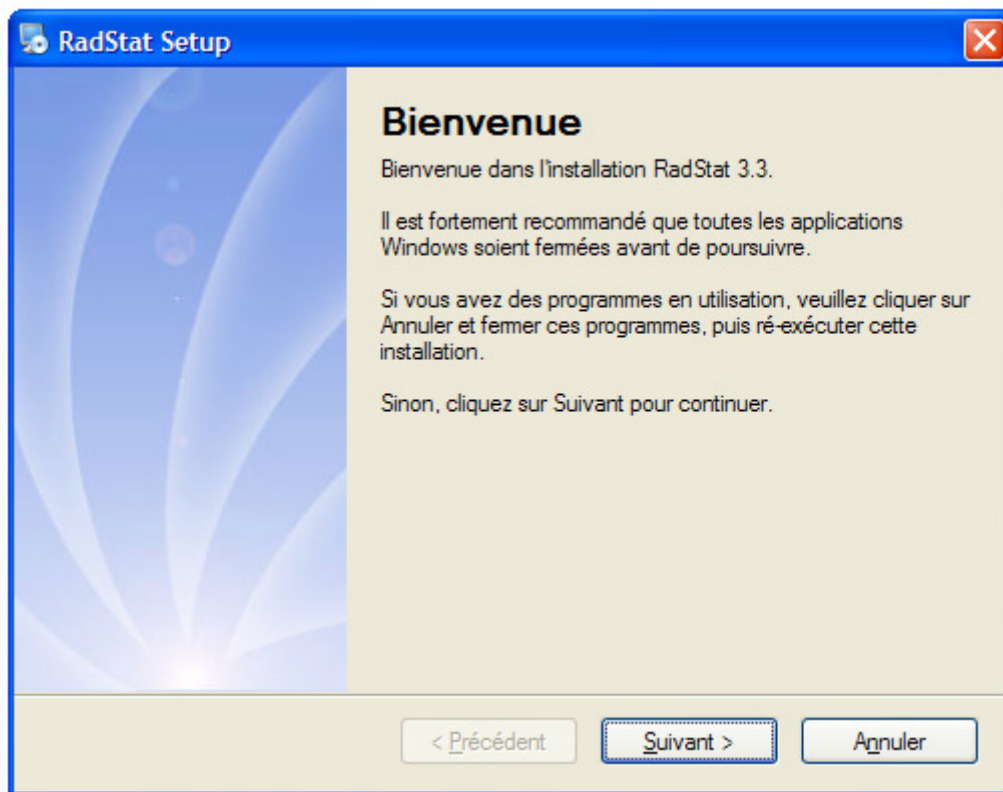 RadStat Setup
Bienvenue
Bienvenue dans l'installation RadStat 3.3.
Il est fortement recommandé que toutes les applications
Windows soient fermées avant de poursuivre.
Si vous avez des programmes en utilisation, veuillez cliquer sur
Annuler et fermer ces programmes, puis ré-exécuter cette
installation.
Sinon, cliquez sur Suivant pour continuer.
< Précédent
Suivant >
Annuler